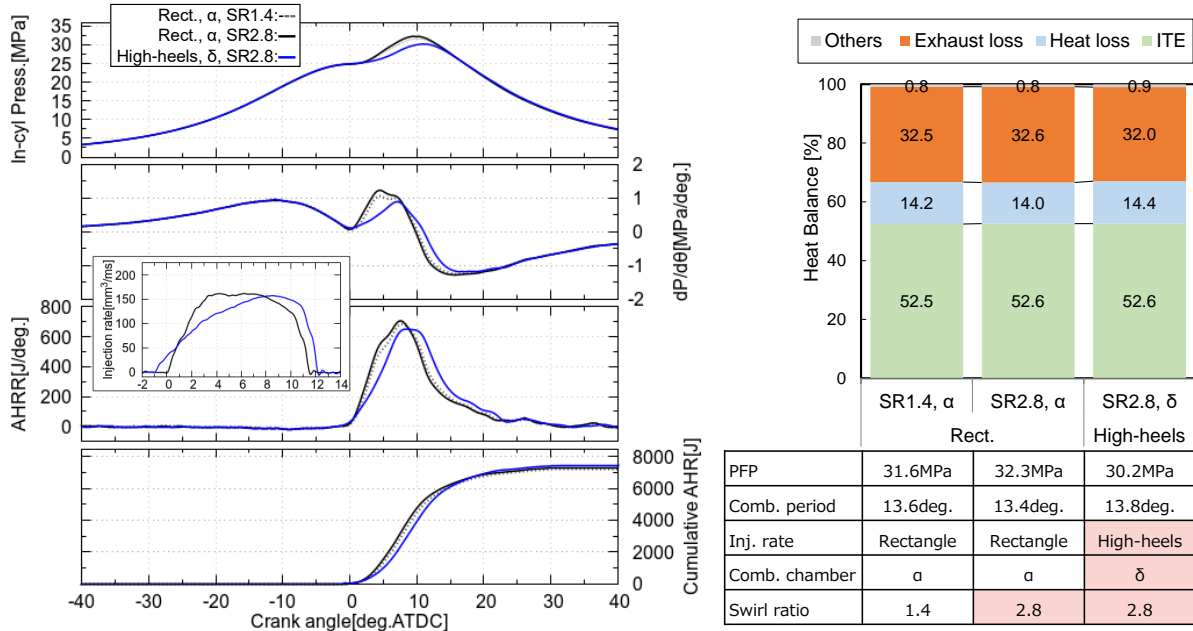 Rect., α, SR1.4:---
Rect., α, SR2.8:
High-heels, δ, SR2.8:
In-cyl Press.[MPa]
35
30
25
20
15
10
5
0
dP/dθ[MPa/deg.]
2
1
0
-1
-2
Injection rate[mm³/ms]
200
150
100
50
0
-2 0 2 4 6 8 10 12 14
AHRR[J/deg.]
800
600
400
200
0
Cumulative AHR[J]
8000
6000
4000
2000
0
-40 -30 -20 -10 0 10 20 30 40
Crank angle[deg.ATDC]
Others Exhaust loss Heat loss ITE
Heat Balance [%]
100
80
60
40
20
0
0.8 0.8 0.9
32.5 32.6 32.0
14.2 14.0 14.4
52.5 52.6 52.6
SR1.4, α SR2.8, α SR2.8, δ
Rect. High-heels
PFP 31.6MPa 32.3MPa 30.2MPa
Comb. period 13.6deg. 13.4deg. 13.8deg.
Inj. rate Rectangle Rectangle High-heels
Comb. chamber α α δ
Swirl ratio 1.4 2.8 2.8